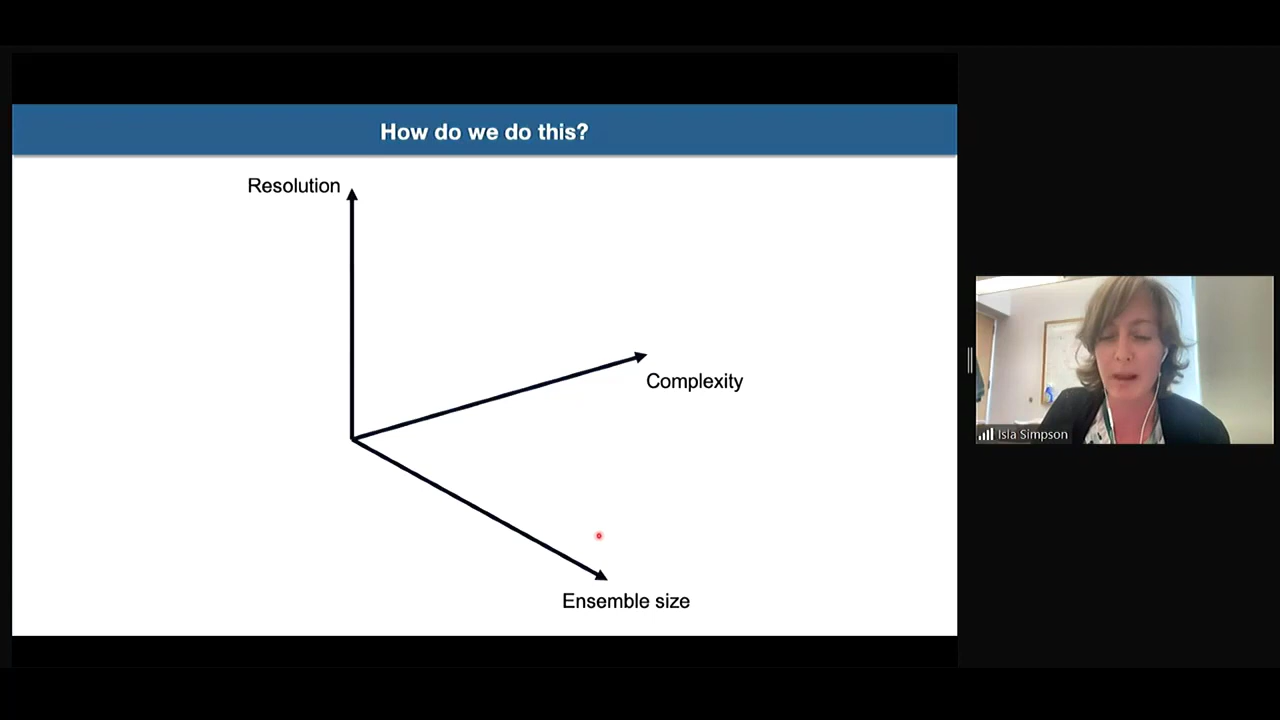 How do we do this?
Resolution
Complexity
Isla Simpson
Ensemble size